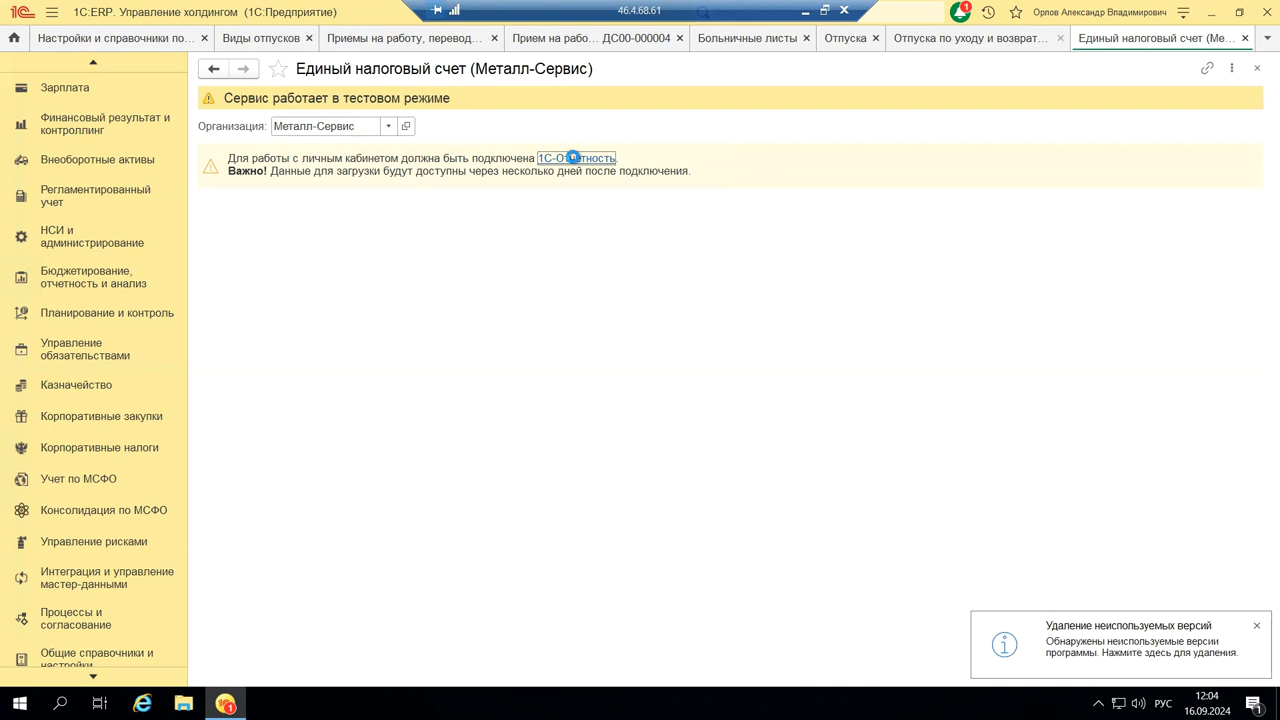 1С:ERP. Управление холдингом (1С:Предприятие)
46.4.68.61
1
Орлов Александр Владимирович
Настройки и справочники по...
Виды отпусков
Приемы на работу, перевод...
Прием на рабо... ДС00-000004
Больничные листы
Отпуска
Отпуска по уходу и возврат...
Единый налоговый счет (Ме...
Единый налоговый счет (Металл-Сервис)
Сервис работает в тестовом режиме
Организация: Металл-Сервис
Для работы с личным кабинетом должна быть подключена 1С-Отчетность.
Важно! Данные для загрузки будут доступны через несколько дней после подключения.
Зарплата
Финансовый результат и
контроллинг
Внеоборотные активы
Регламентированный
учет
НСИ и
администрирование
Бюджетирование,
отчетность и анализ
Планирование и контроль
Управление
обязательствами
Казначейство
Корпоративные закупки
Корпоративные налоги
Учет по МСФО
Консолидация по МСФО
Управление рисками
Интеграция и управление
мастер-данными
Процессы и
согласование
Общие справочники и
настройки
Удаление неиспользуемых версий
Обнаружены неиспользуемые версии
программы. Нажмите здесь для удаления.
РУС
12:04
16.09.2024
1